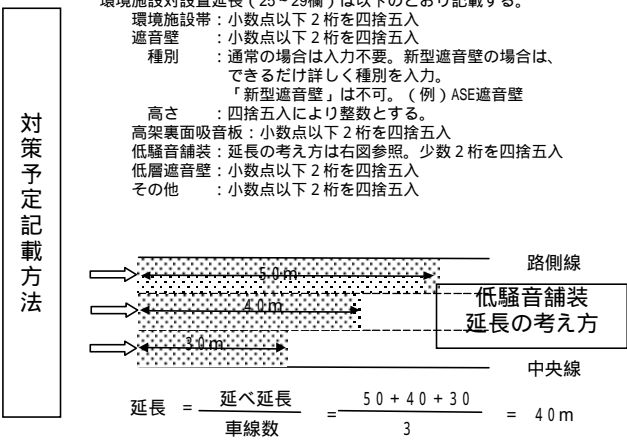 環境施設対設置延長(25~29欄)は以下のとおり記載する。
環境施設帯:小数点以下2桁を四捨五入
遮音壁　　:小数点以下2桁を四捨五入
種別　　:通常の場合は入力不要。新型遮音壁の場合は、
できるだけ詳しく種別を入力。
「新型遮音壁」は不可。(例)ASE遮音壁
高さ　　:四捨五入により整数とする。
高架裏面吸音板:小数点以下2桁を四捨五入
低騒音舗装:延長の考え方は右図参照。少数2桁を四捨五入
低層遮音壁:小数点以下2桁を四捨五入
その他　　:小数点以下2桁を四捨五入
対策予定記載方法
路側線
50m
低騒音舗装
延長の考え方
40m
30m
中央線
延長 = 延べ延長 / 車線数 = 50+40+30 / 3 = 40m